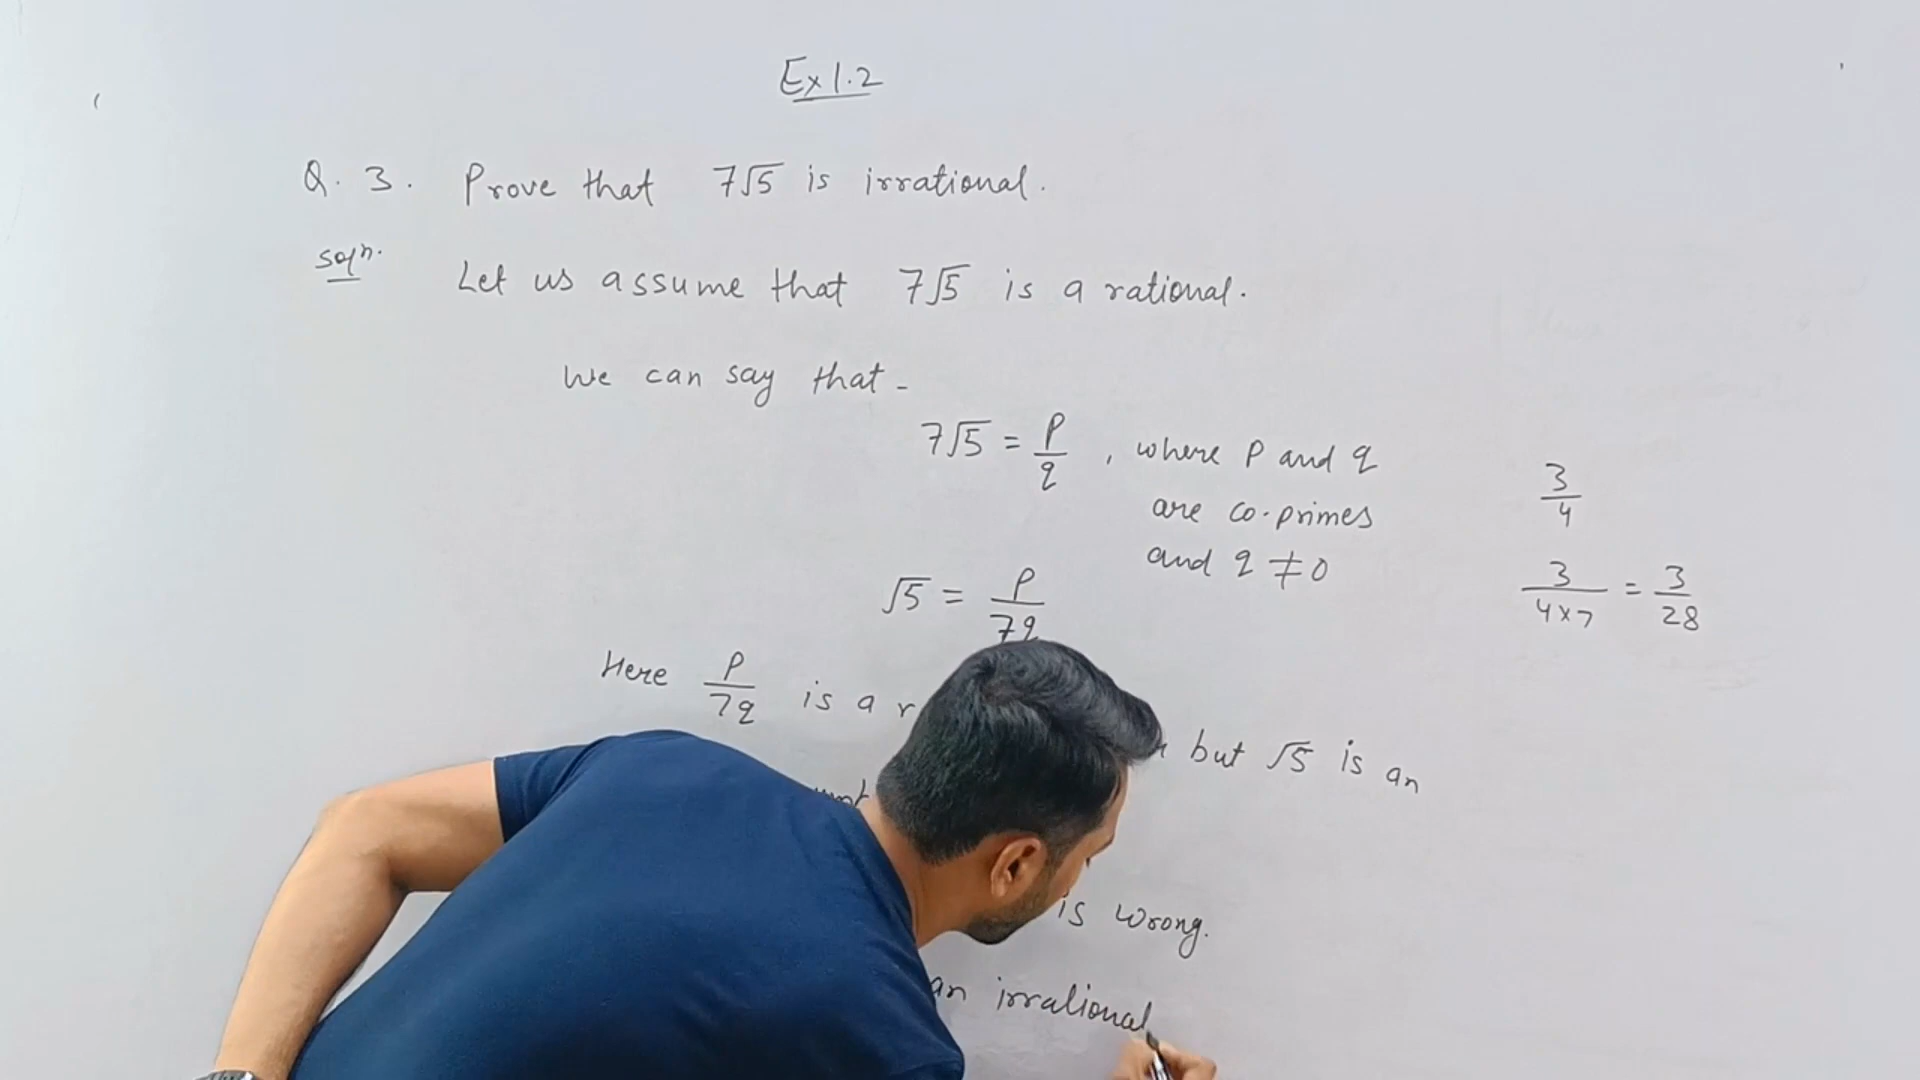 Ex 1.2
Q. 3. Prove that 7√5 is irrational.
Solⁿ. Let us assume that 7√5 is a rational.
We can say that -
7√5 = p/q , where p and q
are co-primes
and q ≠ 0
3/4
√5 = p/7q
3/4×7 = 3/28
Here p/7q is a
but √5 is an
is wrong.
an irrational